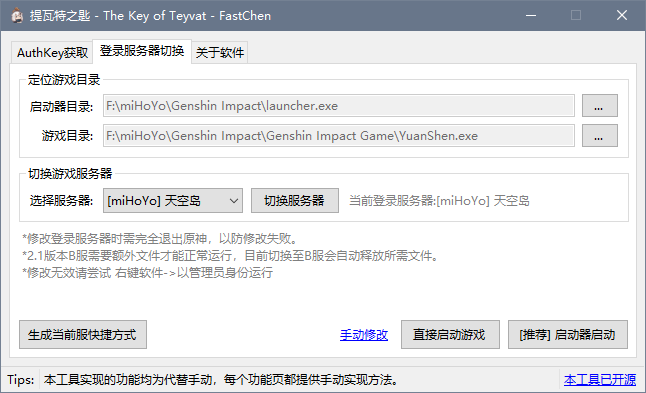 提瓦特之匙 - The Key of Teyvat - FastChen
AuthKey获取 登录服务器切换 关于软件
定位游戏目录
启动器目录: F:\miHoYo\Genshin Impact\launcher.exe ...
游戏目录: F:\miHoYo\Genshin Impact\Genshin Impact Game\YuanShen.exe ...
切换游戏服务器
选择服务器: [miHoYo] 天空岛 切换服务器 当前登录服务器:[miHoYo] 天空岛
*修改登录服务器时需完全退出原神，以防修改失败。
*2.1版本B服需要额外文件才能正常运行，目前切换至B服会自动释放所需文件。
*修改无效请尝试 右键软件->以管理员身份运行
生成当前服快捷方式 手动修改 直接启动游戏 [推荐] 启动器启动
Tips: 本工具实现的功能均为代替手动，每个功能页都提供手动实现方法。 本工具已开源